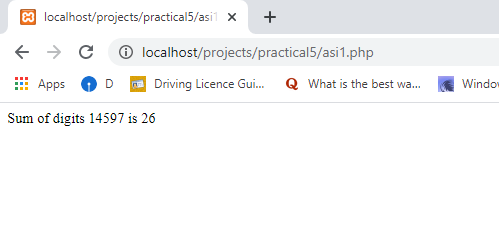 localhost/projects/practical5/asi1
localhost/projects/practical5/asi1.php
Apps D Driving Licence Gui... What is the best wa... Window
Sum of digits 14597 is 26